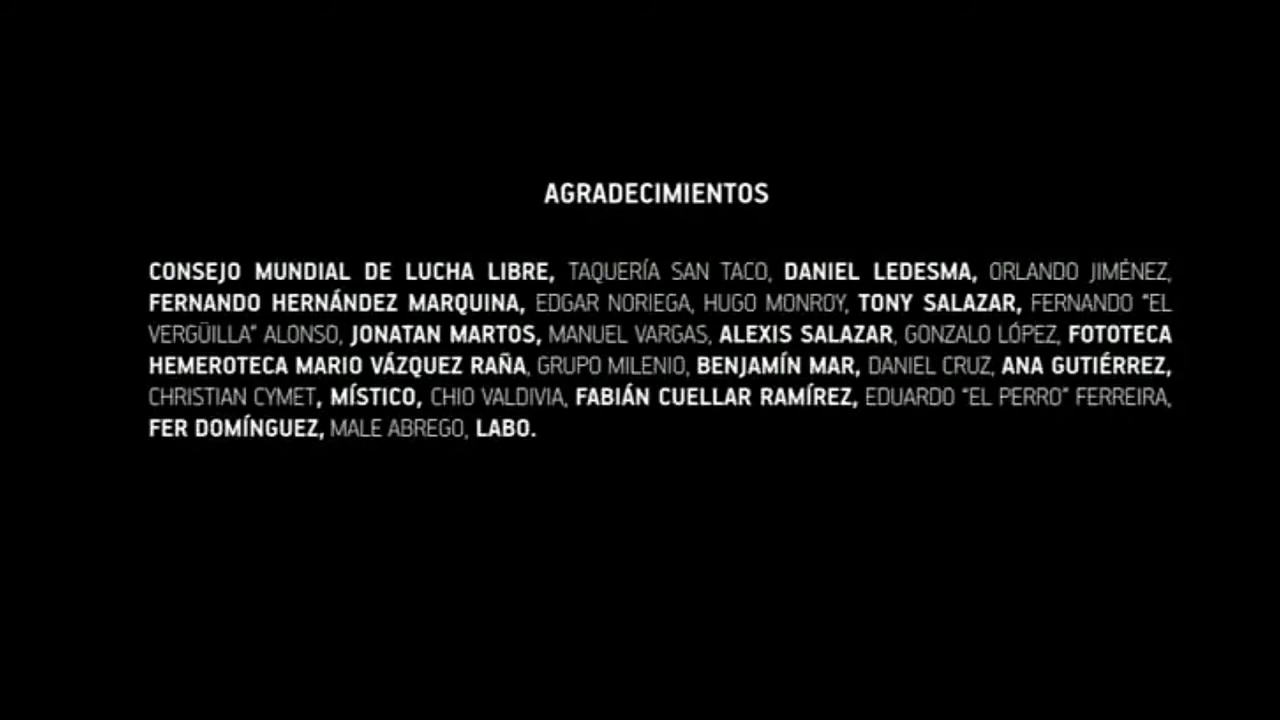 AGRADECIMIENTOS
CONSEJO MUNDIAL DE LUCHA LIBRE, TAQUERÍA SAN TACO, DANIEL LEDESMA, ORLANDO JIMÉNEZ,
FERNANDO HERNÁNDEZ MARQUINA, EDGAR NORIEGA, HUGO MONROY, TONY SALAZAR, FERNANDO "EL
VERGÜILLA" ALONSO, JONATAN MARTOS, MANUEL VARGAS, ALEXIS SALAZAR, GONZALO LÓPEZ, FOTOTECA
HEMEROTECA MARIO VÁZQUEZ RAÑA, GRUPO MILENIO, BENJAMÍN MAR, DANIEL CRUZ, ANA GUTIÉRREZ,
CHRISTIAN CYMET, MÍSTICO, CHIO VALDIVIA, FABIÁN CUELLAR RAMÍREZ, EDUARDO "EL PERRO" FERREIRA,
FER DOMÍNGUEZ, MALE ABREGO, LABO.